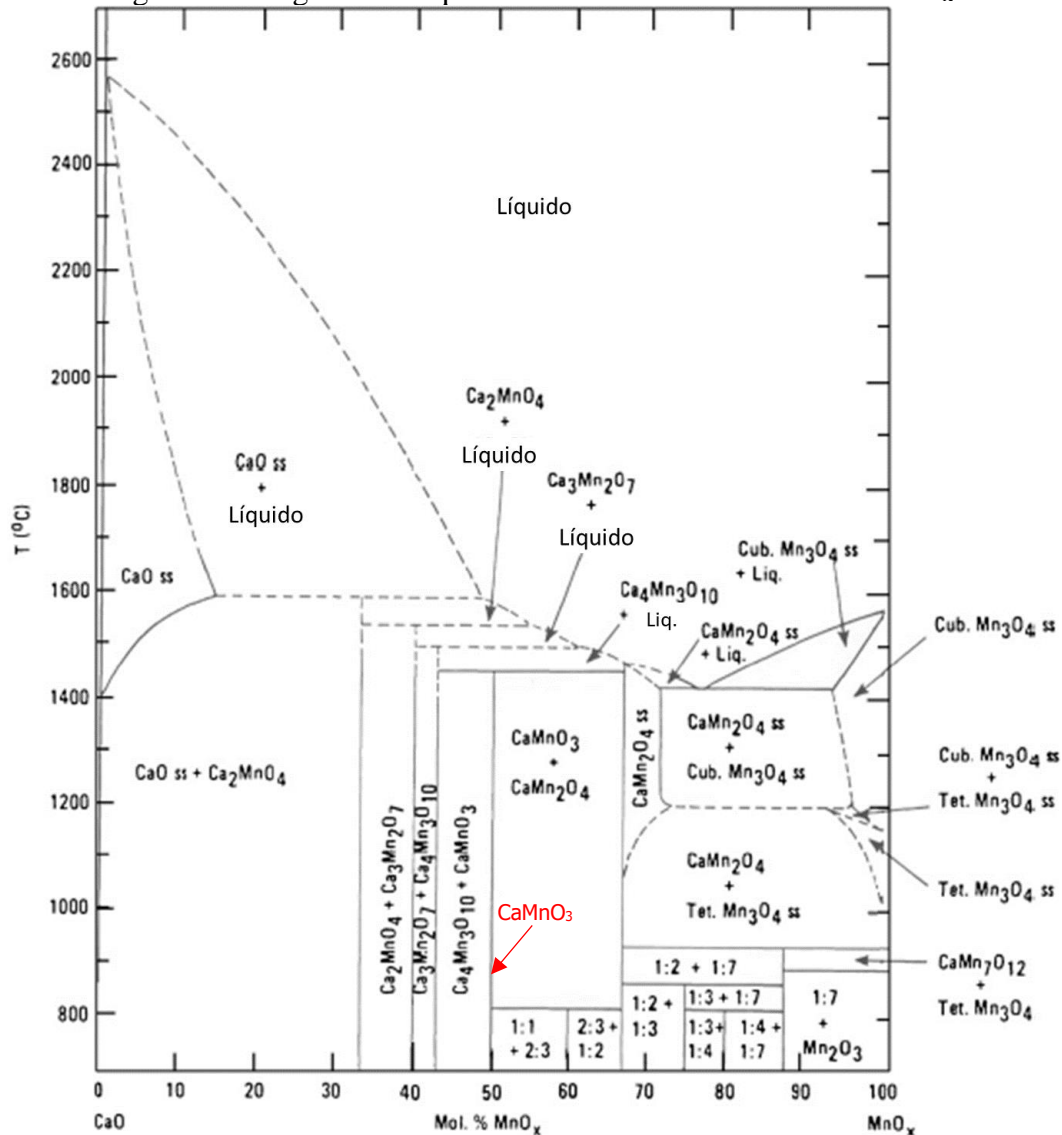 2600
2400
2200
2000
1800
1600
1400
1200
1000
800
T (⁰C)
Líquido
Ca₂MnO₄
+
Líquido
CaO ss
+
Líquido
Ca₃Mn₂O₇
+
Líquido
CaO ss
Ca₄Mn₃O₁₀
+ Liq.
Cub. Mn₃O₄ ss
+ Liq.
CaMn₂O₄ ss
+ Liq.
Cub. Mn₃O₄ ss
CaO ss + Ca₂MnO₄
Ca₂MnO₄ + Ca₃Mn₂O₇
Ca₃Mn₂O₇ + Ca₄Mn₃O₁₀
Ca₄Mn₃O₁₀ + CaMnO₃
CaMnO₃
+
CaMn₂O₄
CaMn₂O₄ ss
CaMn₂O₄ ss
+
Cub. Mn₃O₄ ss
Cub. Mn₃O₄ ss
+
Tet. Mn₃O₄ ss
CaMn₂O₄
+
Tet. Mn₃O₄ ss
Tet. Mn₃O₄ ss
CaMnO₃
CaMn₇O₁₂
+
Tet. Mn₃O₄
1:2 + 1:7
1:1
+ 2:3
2:3 +
1:2
1:2 +
1:3
1:3 + 1:7
1:3 +
1:4
1:4 +
1:7
1:7
+
Mn₂O₃
0 10 20 30 40 50 60 70 80 90 100
CaO Mol. % MnOₓ MnOₓ